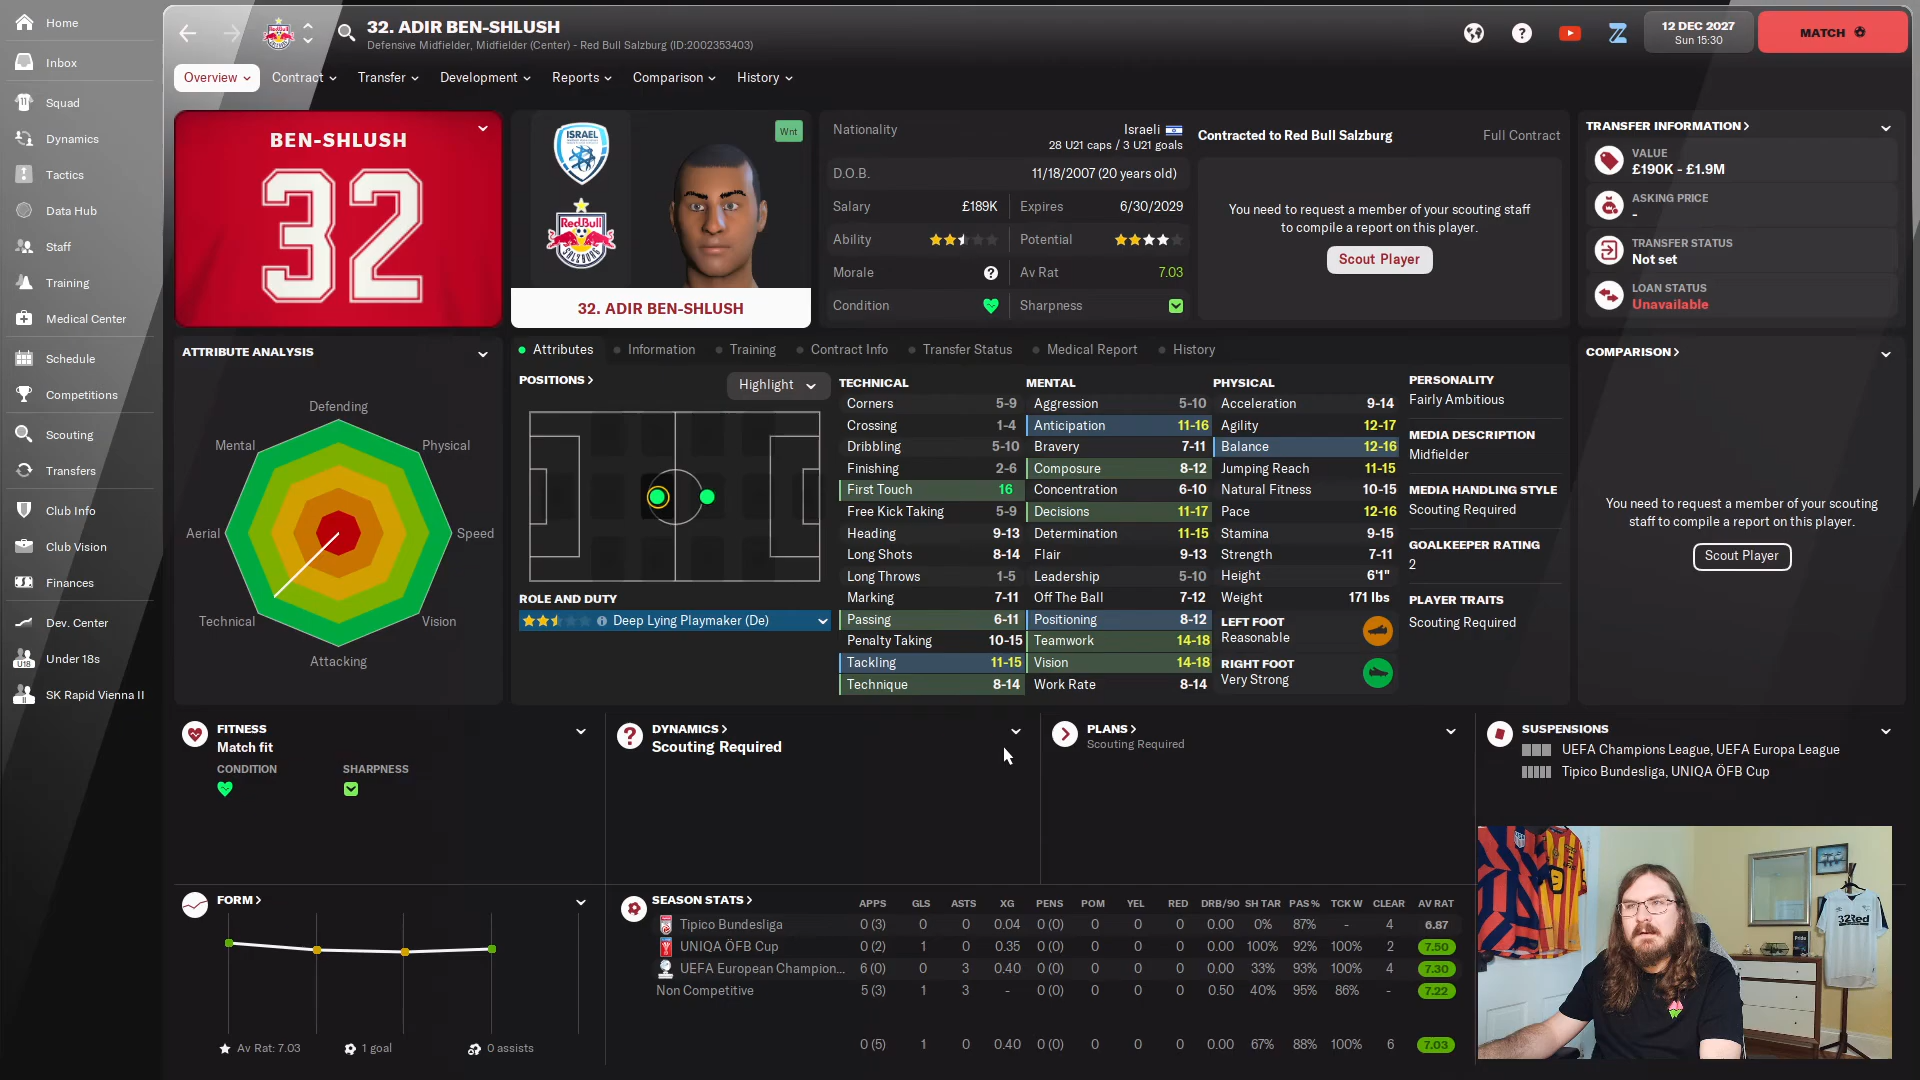 Home
Inbox
Squad
Dynamics
Tactics
Data Hub
Staff
Training
Medical Center
Schedule
Competitions
Scouting
Transfers
Club Info
Club Vision
Finances
Dev. Center
Under 18s
SK Rapid Vienna II
32. ADIR BEN-SHLUSH
Defensive Midfielder, Midfielder (Center) - Red Bull Salzburg (ID:2002353403)
12 DEC 2027
Sun 15:30
MATCH
Overview Contract Transfer Development Reports Comparison History
BEN-SHLUSH
32
ISRAEL
RedBull
SALZBURG
Wnt
32. ADIR BEN-SHLUSH
Nationality Israeli
28 U21 caps / 3 U21 goals
D.O.B. 11/18/2007 (20 years old)
Salary £189K Expires 6/30/2029
Ability Potential
Morale Av Rat 7.03
Condition Sharpness
Contracted to Red Bull Salzburg Full Contract
You need to request a member of your scouting staff
to compile a report on this player.
Scout Player
TRANSFER INFORMATION
VALUE
£190K - £1.9M
ASKING PRICE
-
TRANSFER STATUS
Not set
LOAN STATUS
Unavailable
ATTRIBUTE ANALYSIS
Defending
Mental Physical
Aerial Speed
Technical Vision
Attacking
Attributes Information Training Contract Info Transfer Status Medical Report History
POSITIONS
Highlight
ROLE AND DUTY
Deep Lying Playmaker (De)
TECHNICAL
Corners 5-9
Crossing 1-4
Dribbling 5-10
Finishing 2-6
First Touch 16
Free Kick Taking 5-9
Heading 9-13
Long Shots 8-14
Long Throws 1-5
Marking 7-11
Passing 6-11
Penalty Taking 10-15
Tackling 11-15
Technique 8-14
MENTAL
Aggression 5-10
Anticipation 11-16
Bravery 7-11
Composure 8-12
Concentration 6-10
Decisions 11-17
Determination 11-15
Flair 9-13
Leadership 5-10
Off The Ball 7-12
Positioning 8-12
Teamwork 14-18
Vision 14-18
Work Rate 8-14
PHYSICAL
Acceleration 9-14
Agility 12-17
Balance 12-16
Jumping Reach 11-15
Natural Fitness 10-15
Pace 12-16
Stamina 9-15
Strength 7-11
Height 6'1"
Weight 171 lbs
LEFT FOOT
Reasonable
RIGHT FOOT
Very Strong
PERSONALITY
Fairly Ambitious
MEDIA DESCRIPTION
Midfielder
MEDIA HANDLING STYLE
Scouting Required
GOALKEEPER RATING
2
PLAYER TRAITS
Scouting Required
COMPARISON
You need to request a member of your scouting
staff to compile a report on this player.
Scout Player
FITNESS
Match fit
CONDITION SHARPNESS
DYNAMICS
Scouting Required
PLANS
Scouting Required
SUSPENSIONS
UEFA Champions League, UEFA Europa League
Tipico Bundesliga, UNIQA ÖFB Cup
FORM
Av Rat: 7.03 1 goal 0 assists
SEASON STATS APPS GLS ASTS XG PENS POM YEL RED DRB/90 SH TAR PAS% TCK W CLEAR AV RAT
Tipico Bundesliga 0 (3) 0 0 0.04 0 (0) 0 0 0 0.00 0% 87% - 4 6.87
UNIQA ÖFB Cup 0 (2) 1 0 0.35 0 (0) 0 0 0 0.00 100% 92% 100% 2 7.50
UEFA European Champion... 6 (0) 0 3 0.40 0 (0) 0 0 0 0.00 33% 93% 100% 4 7.30
Non Competitive 5 (3) 1 3 - 0 (0) 0 0 0 0.50 40% 95% 86% - 7.22
0 (5) 1 0 0.40 0 (0) 0 0 0 0.00 67% 88% 100% 6 7.03
32Red